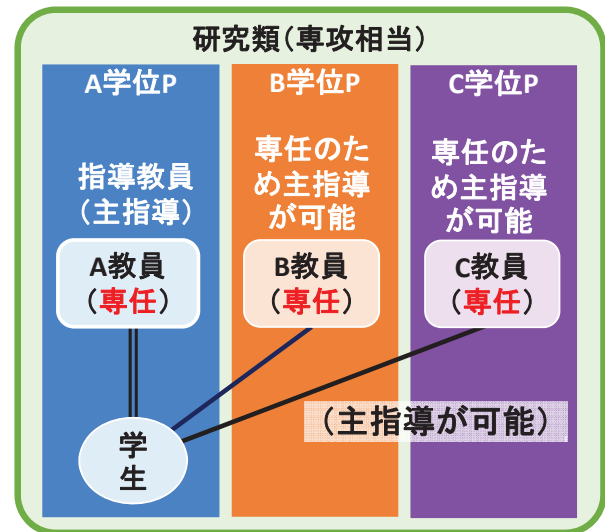 研究類（専攻相当）
A学位P
指導教員
（主指導）
A教員
（専任）
B学位P
専任のた
め主指導
が可能
B教員
（専任）
C学位P
専任のた
め主指導
が可能
C教員
（専任）
（主指導が可能）
学
生